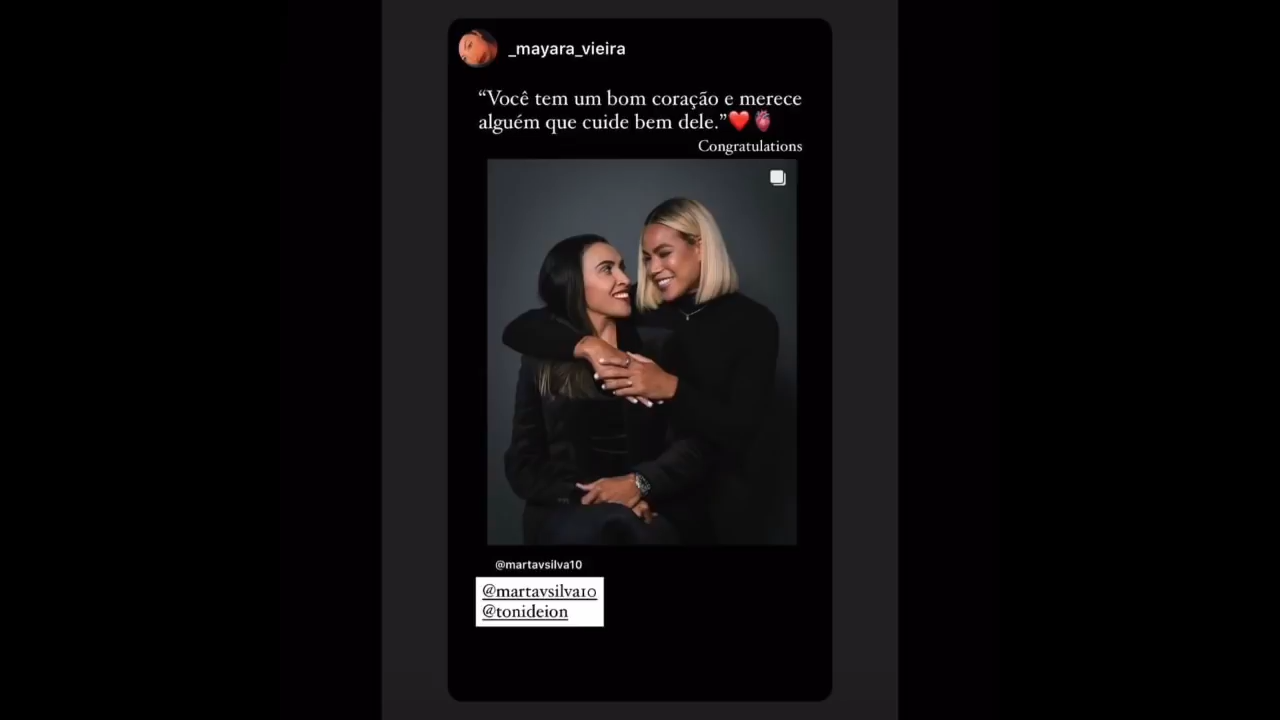 _mayara_vieira
“Você tem um bom coração e merece
alguém que cuide bem dele.”❤️🫀
Congratulations
@martavsilva10
@martavsilva10
@tonideion